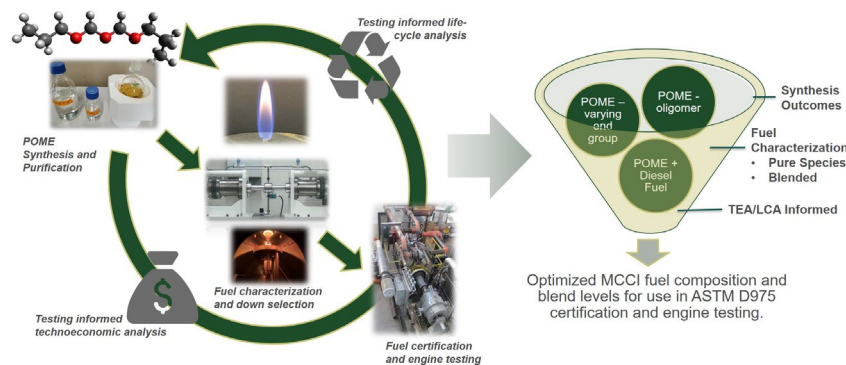 Testing informed life-
cycle analysis
POME
Synthesis and
Purification
Fuel characterization
and down selection
$
Testing informed
technoeconomic analysis
Fuel certification
and engine testing
POME –
varying end
group
POME -
oligomer
POME +
Diesel
Fuel
Synthesis
Outcomes
Fuel
Characterization
• Pure Species
• Blended
TEA/LCA Informed
Optimized MCCI fuel composition and
blend levels for use in ASTM D975
certification and engine testing.